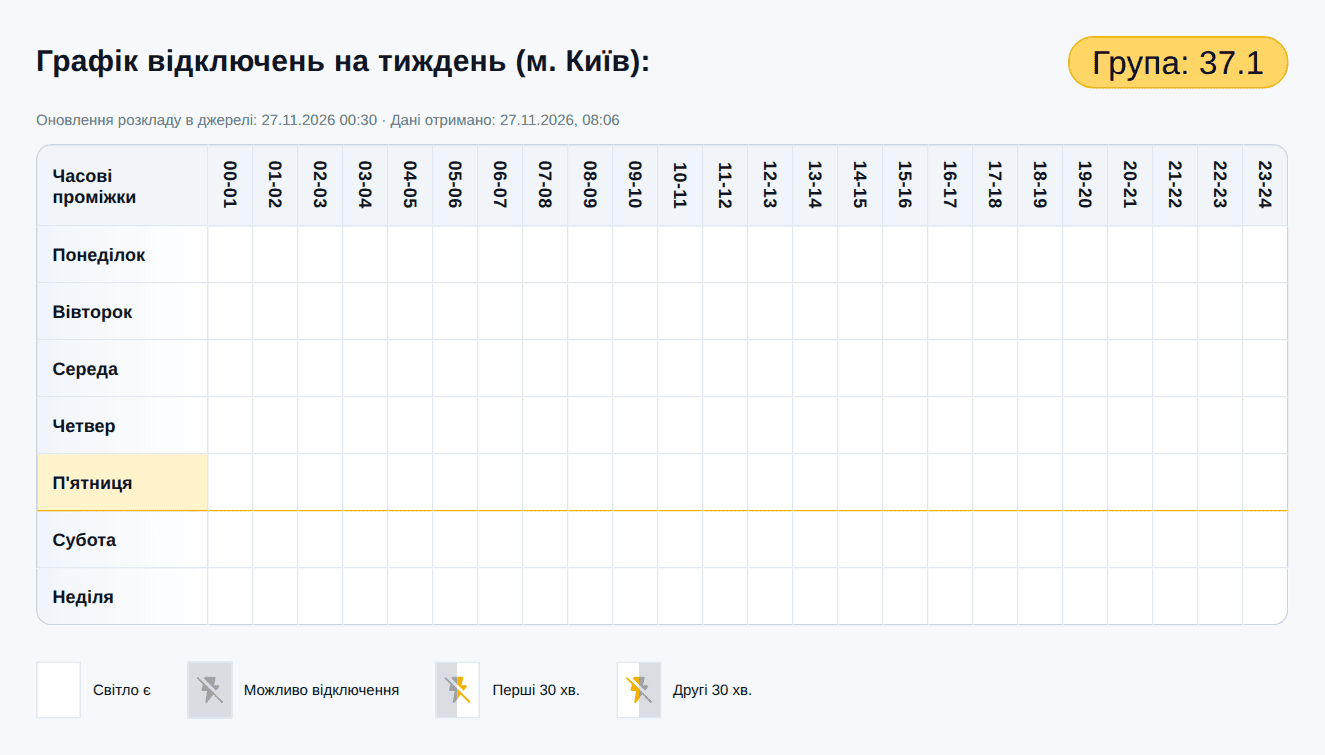 Графік відключень на тиждень (м. Київ):
Група: 37.1
Оновлення розкладу в джерелі: 27.11.2026 00:30 · Дані отримано: 27.11.2026, 08:06
Часові
проміжки
00-01
01-02
02-03
03-04
04-05
05-06
06-07
07-08
08-09
09-10
10-11
11-12
12-13
13-14
14-15
15-16
16-17
17-18
18-19
19-20
20-21
21-22
22-23
23-24
Понеділок
Вівторок
Середа
Четвер
П'ятниця
Субота
Неділя
Світло є
Можливо відключення
Перші 30 хв.
Другі 30 хв.